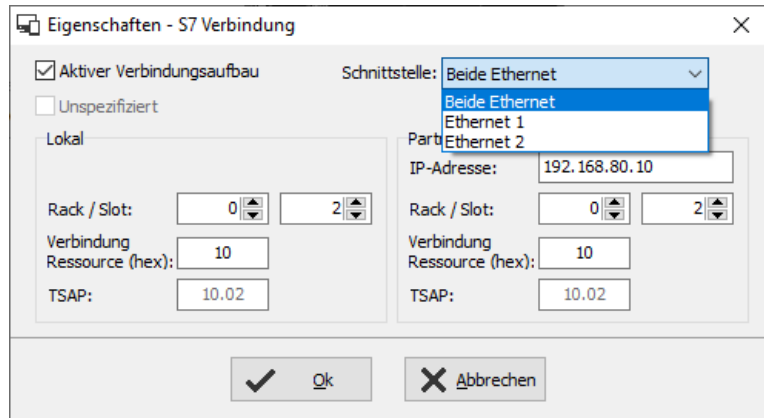 Eigenschaften - S7 Verbindung
Aktiver Verbindungsaufbau
Schnittstelle: Beide Ethernet
Beide Ethernet
Ethernet 1
Ethernet 2
Unspezifiziert
Lokal
IP-Adresse: 192.168.80.10
Rack / Slot: 0 2
Rack / Slot: 0 2
Verbindung
Ressource (hex): 10
Verbindung
Ressource (hex): 10
TSAP: 10.02
TSAP: 10.02
Ok
Abbrechen